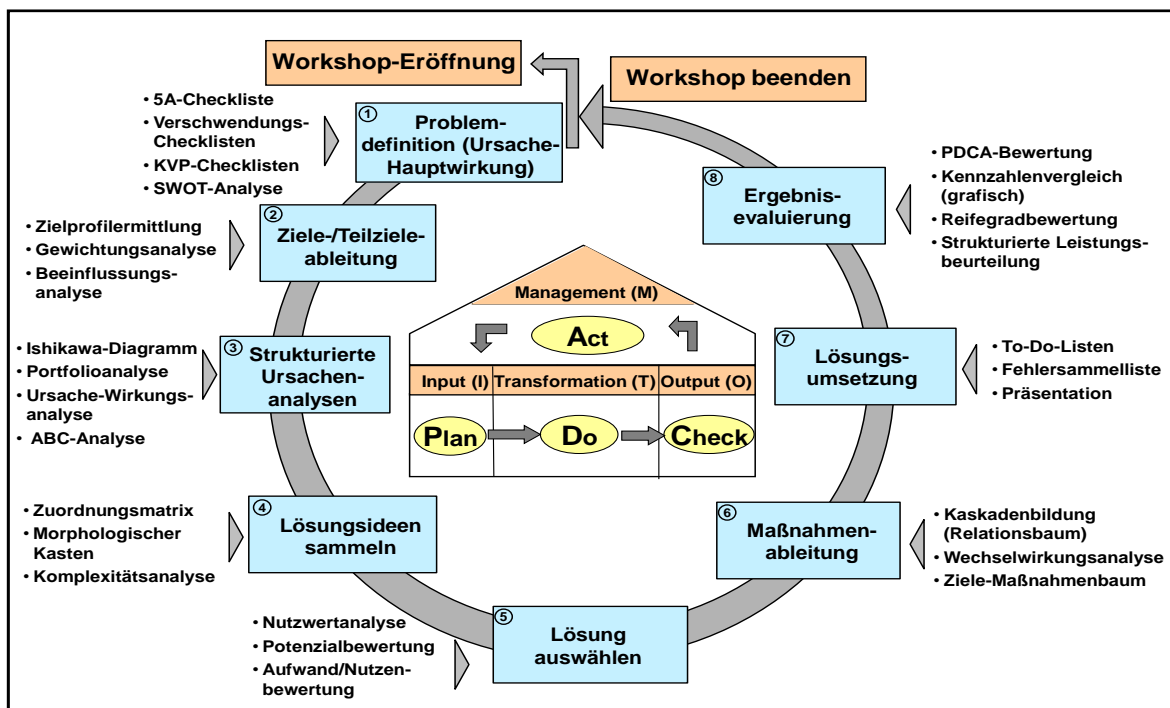 Workshop-Eröffnung
Workshop beenden
• 5A-Checkliste
• Verschwendungs-
Checklisten
• KVP-Checklisten
• SWOT-Analyse
1
Problem-
definition (Ursache-
Hauptwirkung)
• Zielprofilermittlung
• Gewichtungsanalyse
• Beeinflussungs-
analyse
2
Ziele-/Teilziele-
ableitung
• Ishikawa-Diagramm
• Portfolioanalyse
• Ursache-Wirkungs-
analyse
• ABC-Analyse
3
Strukturierte
Ursachen-
analysen
• Zuordnungsmatrix
• Morphologischer
Kasten
• Komplexitätsanalyse
4
Lösungsideen
sammeln
• Nutzwertanalyse
• Potenzialbewertung
• Aufwand/Nutzen-
bewertung
5
Lösung
auswählen
6
Maßnahmen-
ableitung
• Kaskadenbildung
(Relationsbaum)
• Wechselwirkungsanalyse
• Ziele-Maßnahmenbaum
7
Lösungs-
umsetzung
• To-Do-Listen
• Fehlersammelliste
• Präsentation
8
Ergebnis-
evaluierung
• PDCA-Bewertung
• Kennzahlenvergleich
(grafisch)
• Reifegradbewertung
• Strukturierte Leistungs-
beurteilung
Management (M)
Act
Input (I)
Transformation (T)
Output (O)
Plan
Do
Check